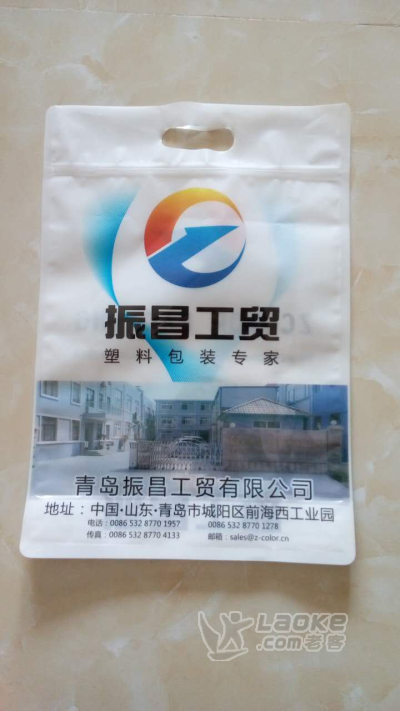 振昌工贸
塑料包装专家
青岛振昌工贸有限公司
地址：中国·山东·青岛市城阳区前海西工业园
电话：0086 532 8770 1957 0086 532 8770 1278
传真：0086 532 8770 4133 邮箱：sales@z-color.cn
LAOKE
.com老客